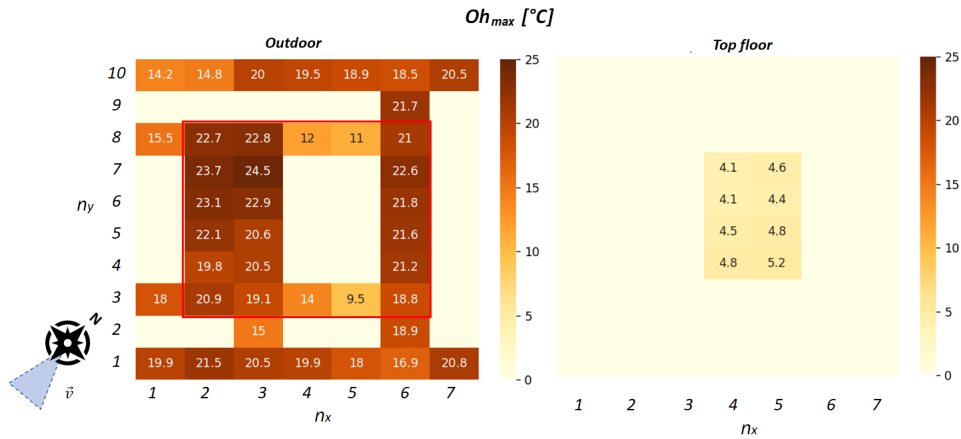 Oh_max [°C]
Outdoor
Top floor
10 14.2 14.8 20 19.5 18.9 18.5 20.5
9 21.7
8 15.5 22.7 22.8 12 11 21
7 23.7 24.5 22.6
6 23.1 22.9 21.8
5 22.1 20.6 21.6
4 19.8 20.5 21.2
3 18 20.9 19.1 14 9.5 18.8
2 15 18.9
1 19.9 21.5 20.5 19.9 18 16.9 20.8
n_y
1 2 3 4 5 6 7
n_x
25
20
15
10
5
0
N
v⃗
4.1 4.6
4.1 4.4
4.5 4.8
4.8 5.2
1 2 3 4 5 6 7
n_x
25
20
15
10
5
0